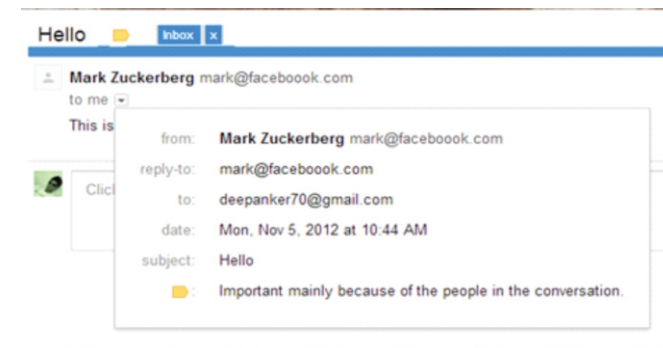 Hello Inbox x
Mark Zuckerberg mark@faceboook.com
to me
This is
from: Mark Zuckerberg mark@faceboook.com
reply-to: mark@faceboook.com
to: deepanker70@gmail.com
date: Mon, Nov 5, 2012 at 10:44 AM
subject: Hello
: Important mainly because of the people in the conversation.
Clic